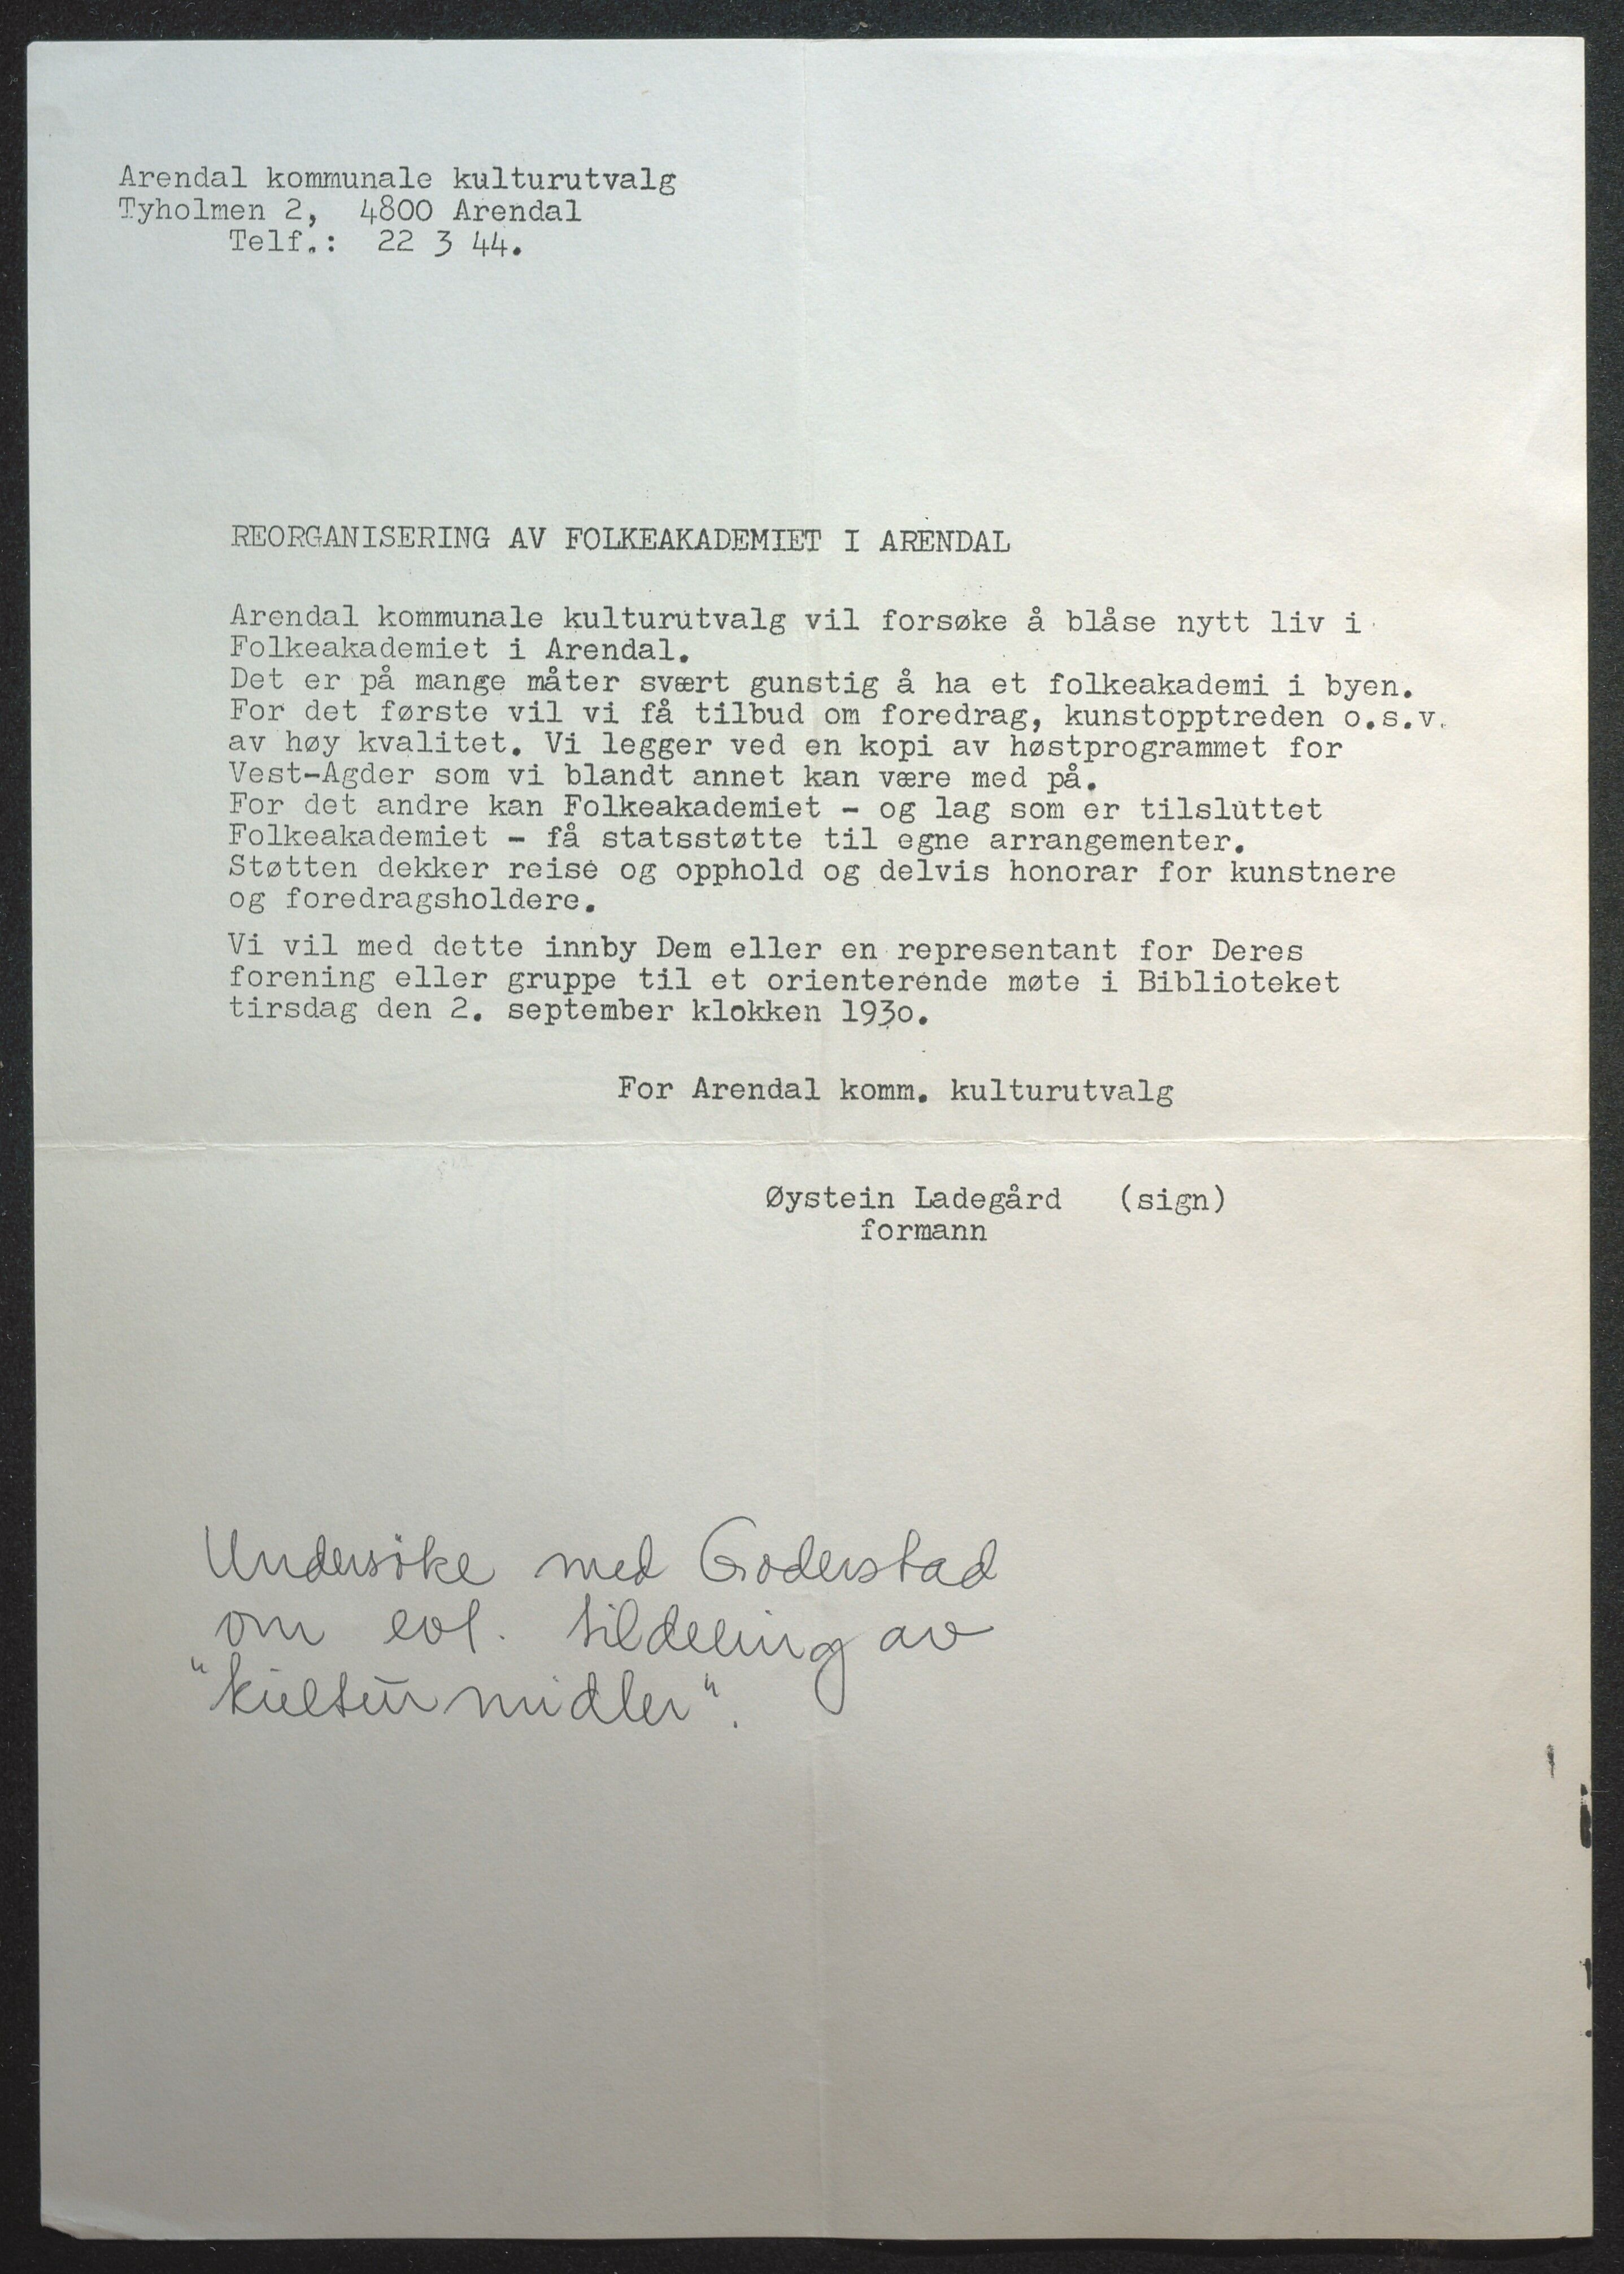 Arendal kommunale kulturutvalg
Tyholmen 2, 4800 Arendal
Telf.: 22 3 44.
REORGANISERING AV FOLKEAKADEMIET I ARENDAL
Arendal kommunale kulturutvalg vil forsøke å blåse nytt liv i
Folkeakademiet i Arendal.
Det er på mange måter svært gunstig å ha et folkeakademi i byen.
For det første vil vi få tilbud om foredrag, kunstopptreden o.s.v.
av høy kvalitet. Vi legger ved en kopi av høstprogrammet for
Vest-Agder som vi blandt annet kan være med på.
For det andre kan Folkeakademiet - og lag som er tilsluttet
Folkeakademiet - få statsstøtte til egne arrangementer.
Støtten dekker reise og opphold og delvis honorar for kunstnere
og foredragsholdere.
Vi vil med dette innby Dem eller en representant for Deres
forening eller gruppe til et orienterende møte i Biblioteket
tirsdag den 2. september klokken 1930.
For Arendal komm. kulturutvalg
Øystein Ladegård (sign)
formann
Undersöke med Goderstad
om evt. tildeling av
"kulturmidler".